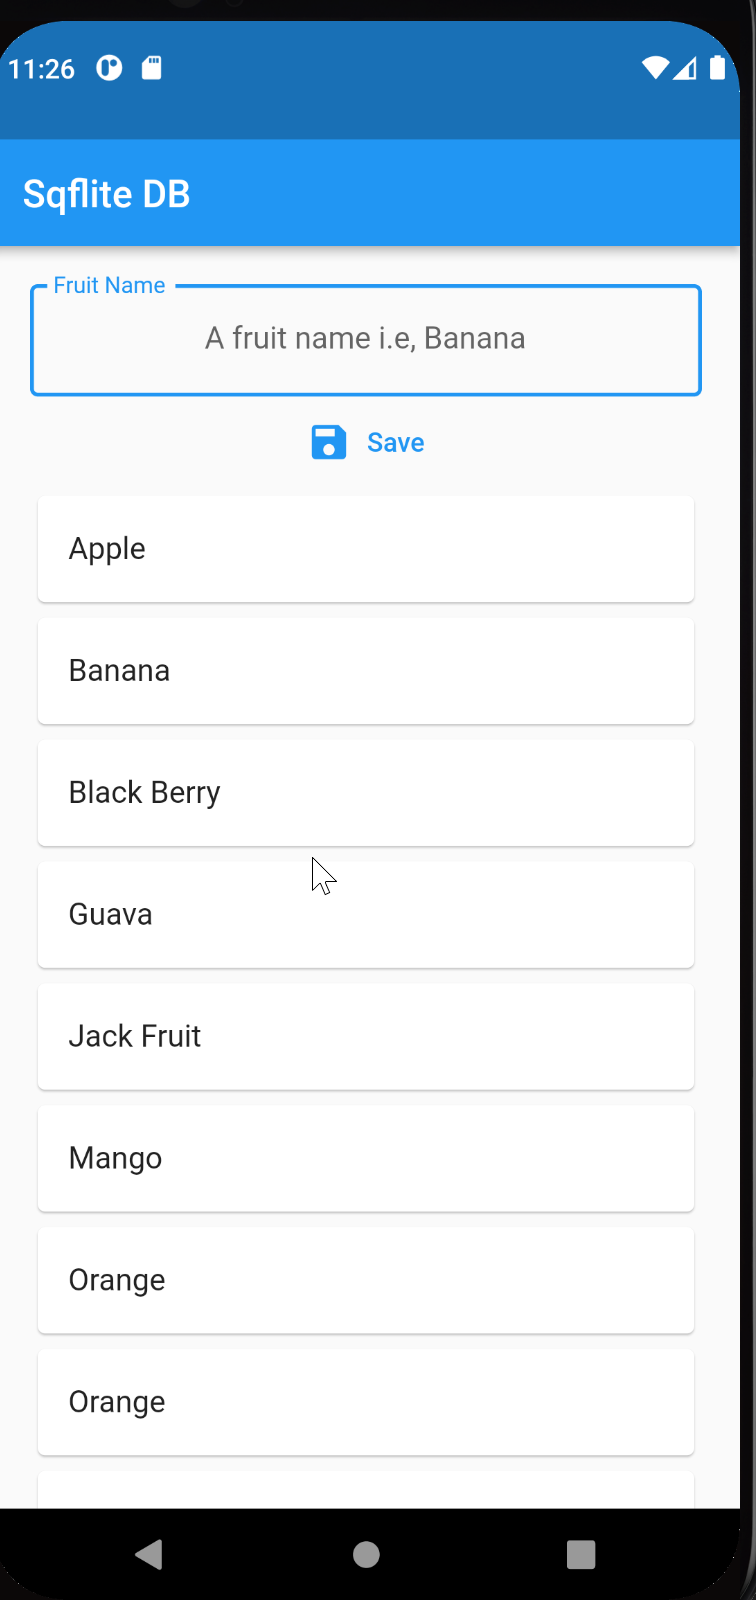 11:26
Sqflite DB
Fruit Name
A fruit name i.e, Banana
Save
Apple
Banana
Black Berry
Guava
Jack Fruit
Mango
Orange
Orange